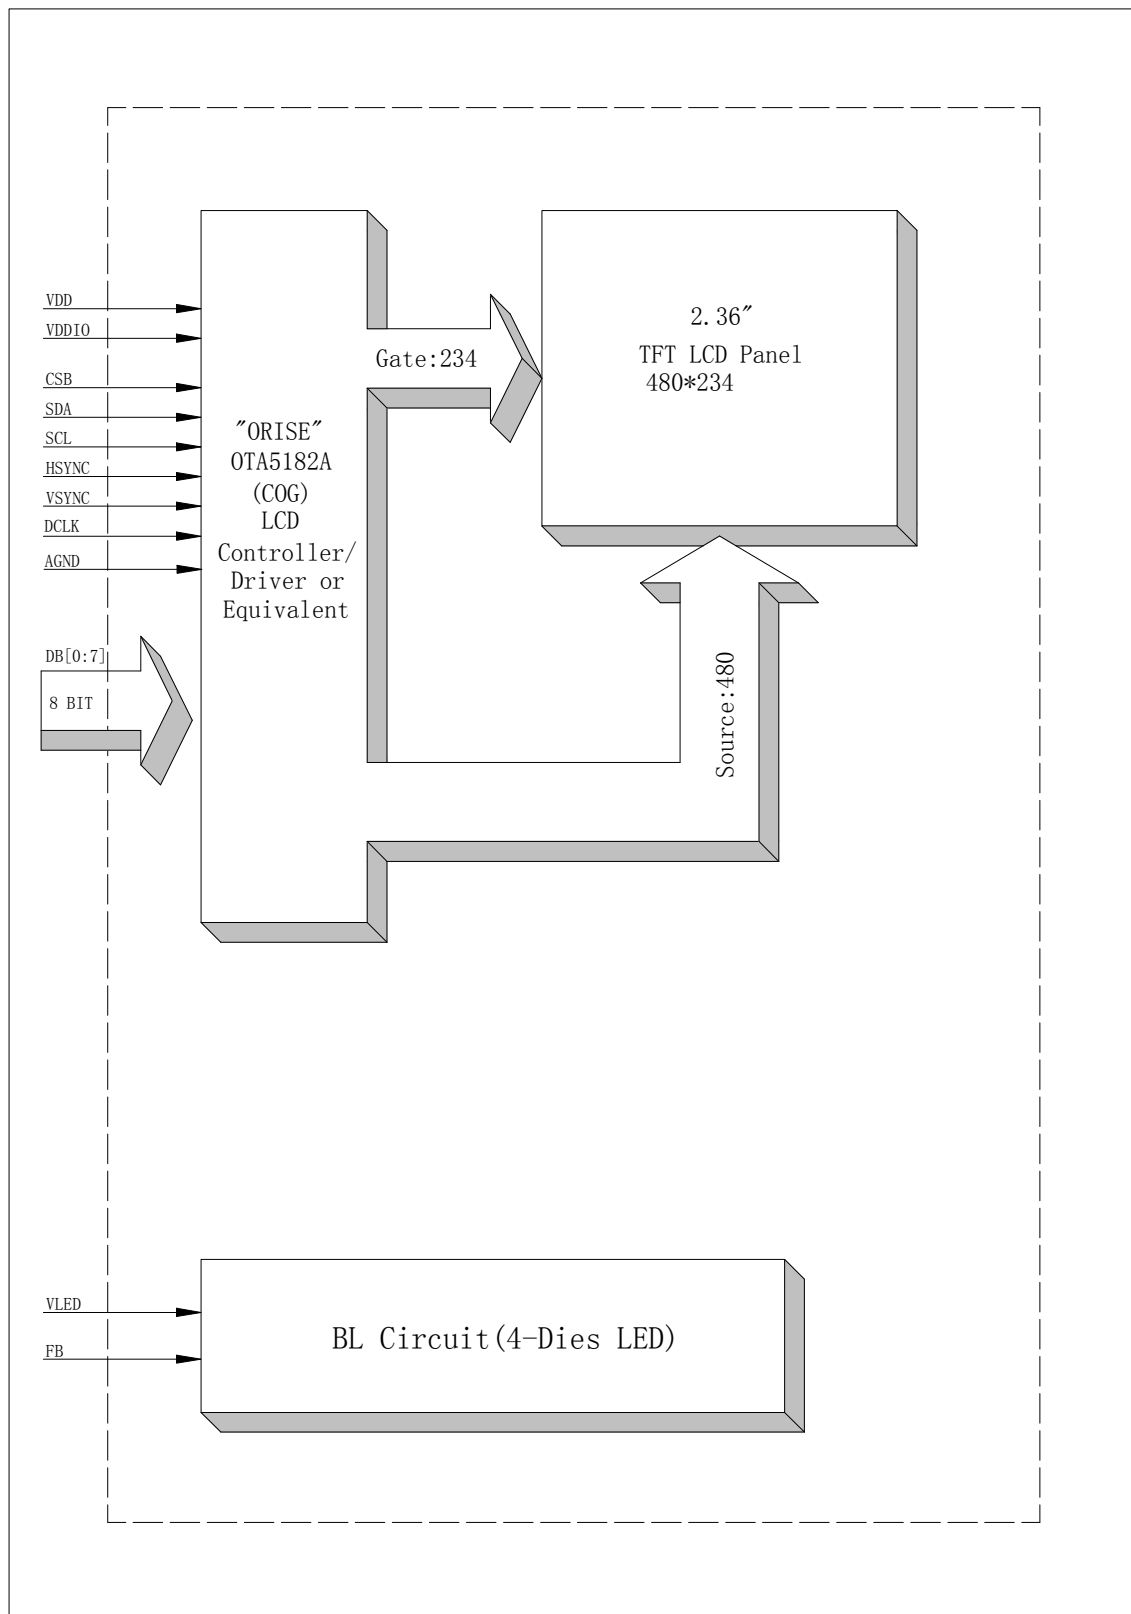 VDD
VDDIO
CSB
SDA
SCL
HSYNC
VSYNC
DCLK
AGND
DB[0:7]
8 BIT
"ORISE"
OTA5182A
(COG)
LCD
Controller/
Driver or
Equivalent
Gate:234
2.36"
TFT LCD Panel
480*234
Source:480
VLED
FB
BL Circuit(4-Dies LED)